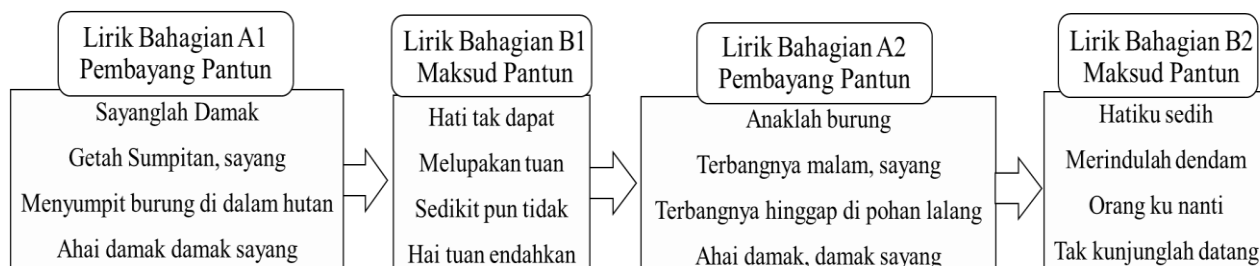 Lirik Bahagian A1
Pembayang Pantun
Sayanglah Damak
Getah Sumpitan, sayang
Menyumpit burung di dalam hutan
Ahai damak damak sayang
Lirik Bahagian B1
Maksud Pantun
Hati tak dapat
Melupakan tuan
Sedikit pun tidak
Hai tuan endahkan
Lirik Bahagian A2
Pembayang Pantun
Anaklah burung
Terbangnya malam, sayang
Terbangnya hinggap di pohan lalang
Ahai damak, damak sayang
Lirik Bahagian B2
Maksud Pantun
Hatiku sedih
Merindulah dendam
Orang ku nanti
Tak kunjunglah datang